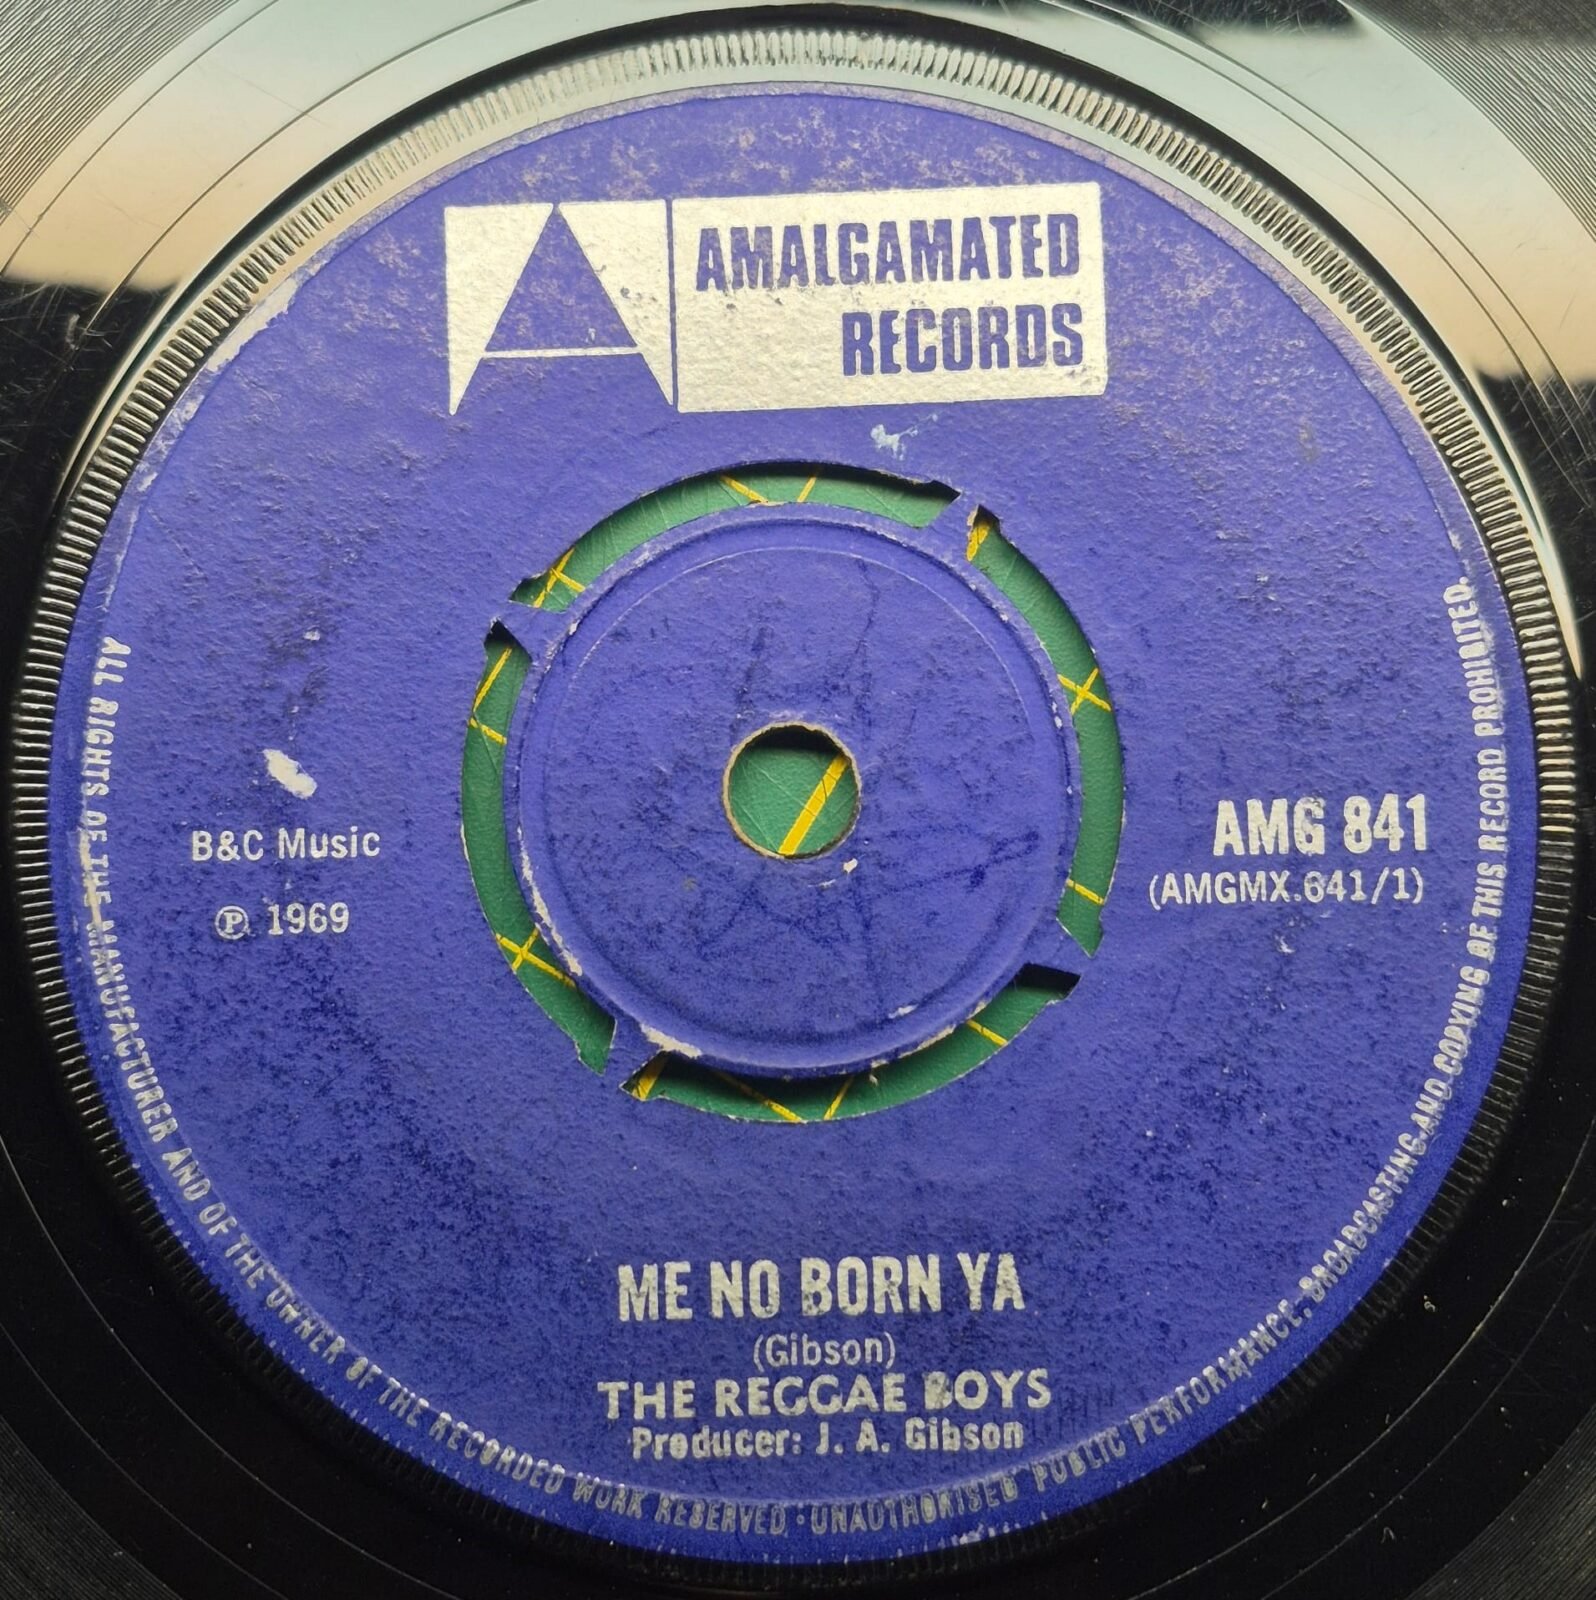 A
AMALGAMATED
RECORDS
B&C Music
℗ 1969
AMG 841
(AMGMX.841/1)
ME NO BORN YA
(Gibson)
THE REGGAE BOYS
Producer: J. A. Gibson
ALL RIGHTS OF THE MANUFACTURER AND OF THE OWNER OF THE RECORDED WORK RESERVED · UNAUTHORISED PUBLIC PERFORMANCE, BROADCASTING AND COPYING OF THIS RECORD PROHIBITED.